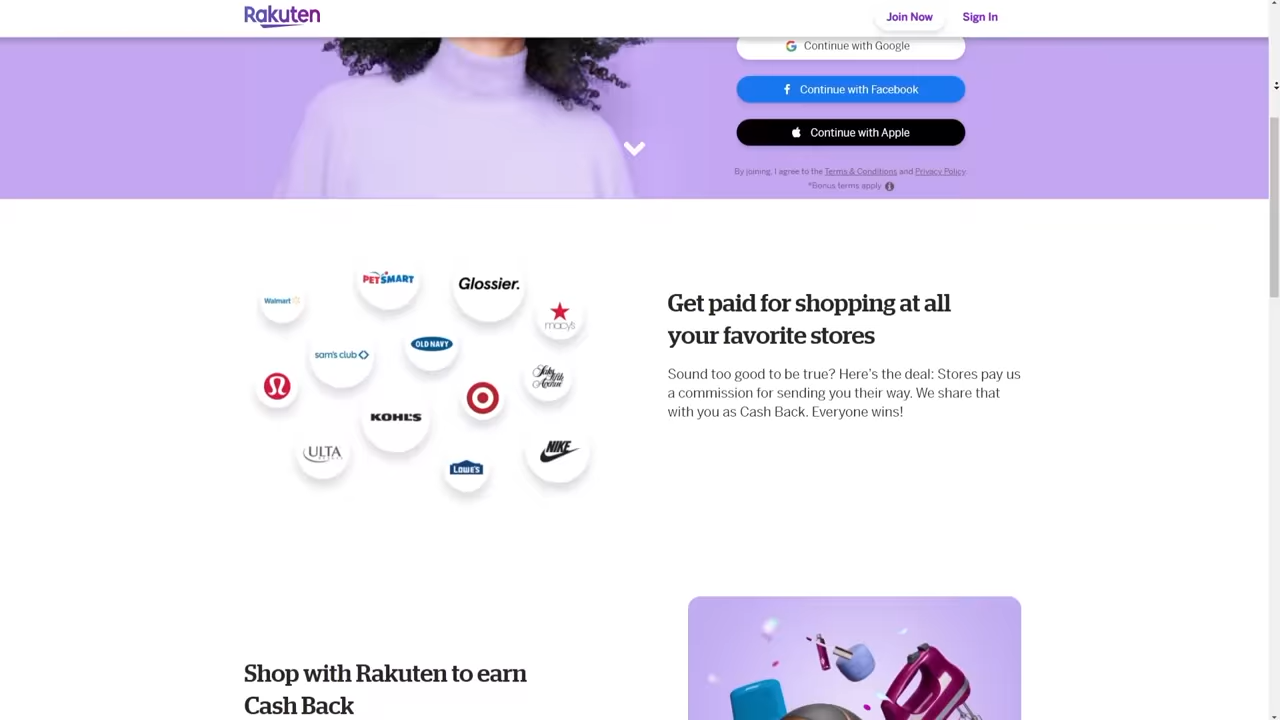 Rakuten
Join Now
Sign In
Continue with Google
Continue with Facebook
Continue with Apple
By joining, I agree to the Terms & Conditions and Privacy Policy.
*Bonus terms apply.
PETSMART
Glossier.
Walmart
macy's
OLD NAVY
sam's club
Saks Fifth Avenue
KOHL'S
ULTA
NIKE
LOWE'S
Get paid for shopping at all
your favorite stores
Sound too good to be true? Here's the deal: Stores pay us
a commission for sending you their way. We share that
with you as Cash Back. Everyone wins!
Shop with Rakuten to earn
Cash Back